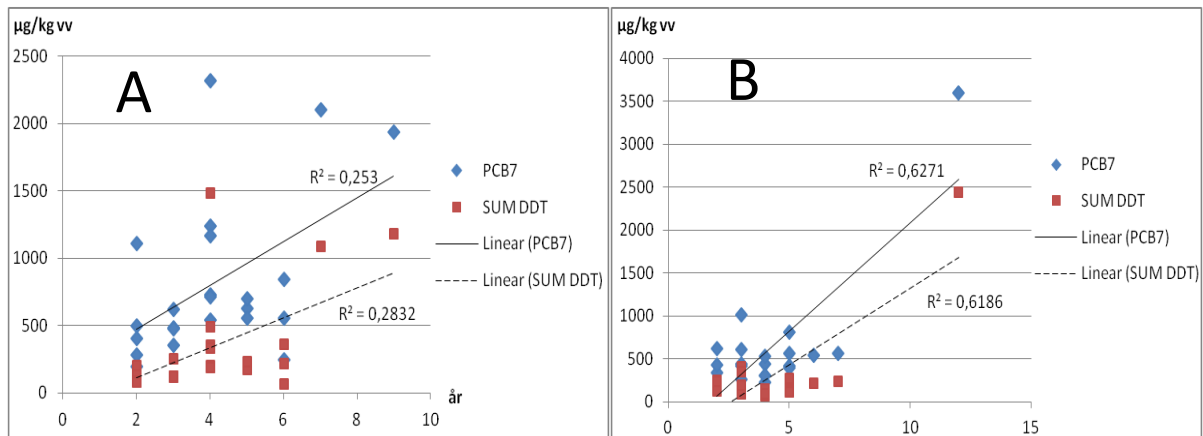 µg/kg vv
2500
2000
1500
1000
500
0
0 2 4 6 8 10
år
A
R² = 0,253
R² = 0,2832
PCB7
SUM DDT
Linear (PCB7)
Linear (SUM DDT)
µg/kg vv
4000
3500
3000
2500
2000
1500
1000
500
0
0 5 10 15
B
R² = 0,6271
R² = 0,6186
PCB7
SUM DDT
Linear (PCB7)
Linear (SUM DDT)